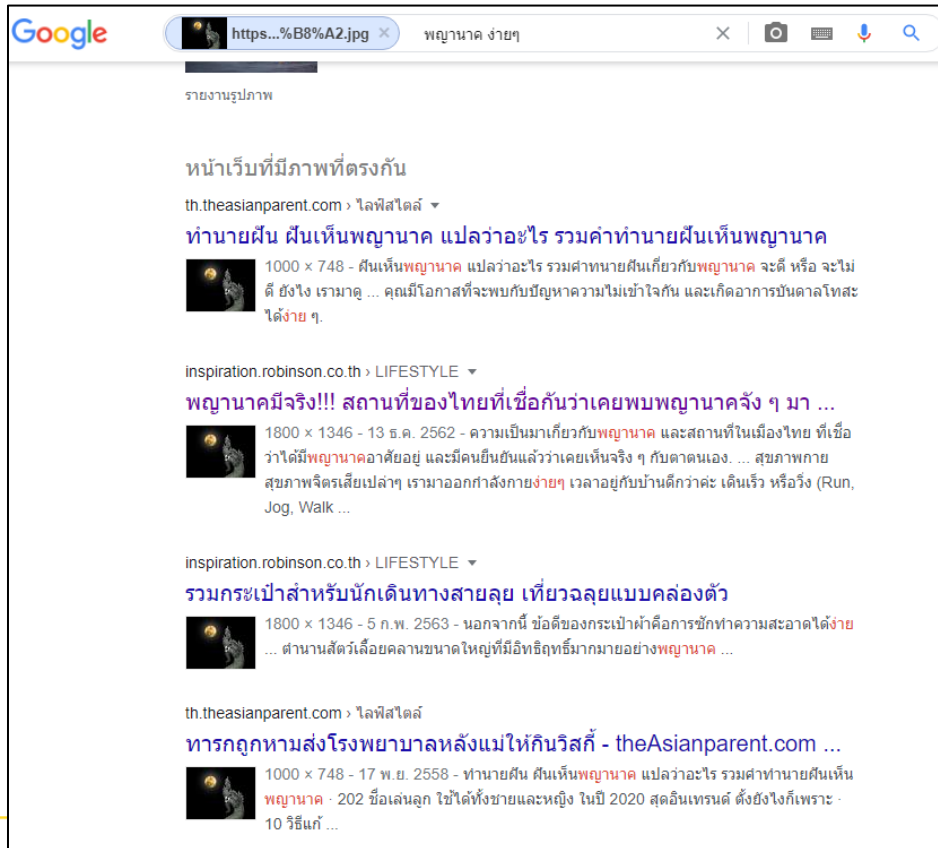 Google
https...%B8%A2.jpg × พญานาค ง่ายๆ
รายงานรูปภาพ
หน้าเว็บที่มีภาพที่ตรงกัน
th.theasianparent.com › ไลฟ์สไตล์
ทำนายฝัน ฝันเห็นพญานาค แปลว่าอะไร รวมคำทำนายฝันเห็นพญานาค
1000 × 748 - ฝันเห็นพญานาค แปลว่าอะไร รวมคำทนายฝันเกี่ยวกับพญานาค จะดี หรือ จะไม่
ดี ยังไง เรามาดู ... คุณมีโอกาสที่จะพบกับปัญหาความไม่เข้าใจกัน และเกิดอาการบันดาลโทสะ
ได้ง่าย ๆ.
inspiration.robinson.co.th › LIFESTYLE
พญานาคมีจริง!!! สถานที่ของไทยที่เชื่อกันว่าเคยพบพญานาคจัง ๆ มา ...
1800 × 1346 - 13 ธ.ค. 2562 - ความเป็นมาเกี่ยวกับพญานาค และสถานที่ในเมืองไทย ที่เชื่อ
ว่าได้มีพญานาคอาศัยอยู่ และมีคนยืนยันแล้วว่าเคยเห็นจริง ๆ กับตาตนเอง. ... สุขภาพกาย
สุขภาพจิตรเสียเปล่าๆ เรามาออกกำลังกายง่ายๆ เวลาอยู่กับบ้านดีกว่าค่ะ เดินเร็ว หรือวิ่ง (Run,
Jog, Walk ...
inspiration.robinson.co.th › LIFESTYLE
รวมกระเป๋าสำหรับนักเดินทางสายลุย เที่ยวฉลุยแบบคล่องตัว
1800 × 1346 - 5 ก.พ. 2563 - นอกจากนี้ ข้อดีของกระเป๋าผ้าคือการซักทำความสะอาดได้ง่าย
... ตำนานสัตว์เลื้อยคลานขนาดใหญ่ที่มีอิทธิฤทธิ์มากมายอย่างพญานาค ...
th.theasianparent.com › ไลฟ์สไตล์
ทารกถูกหามส่งโรงพยาบาลหลังแม่ให้กินวิสกี้ - theAsianparent.com ...
1000 × 748 - 17 พ.ย. 2558 - ทำนายฝัน ฝันเห็นพญานาค แปลว่าอะไร รวมคำทำนายฝันเห็น
พญานาค · 202 ชื่อเล่นลูก ใช้ได้ทั้งชายและหญิง ในปี 2020 สุดอินเทรนด์ ตั้งยังไงก็เพราะ ·
10 วิธีแก้ ...